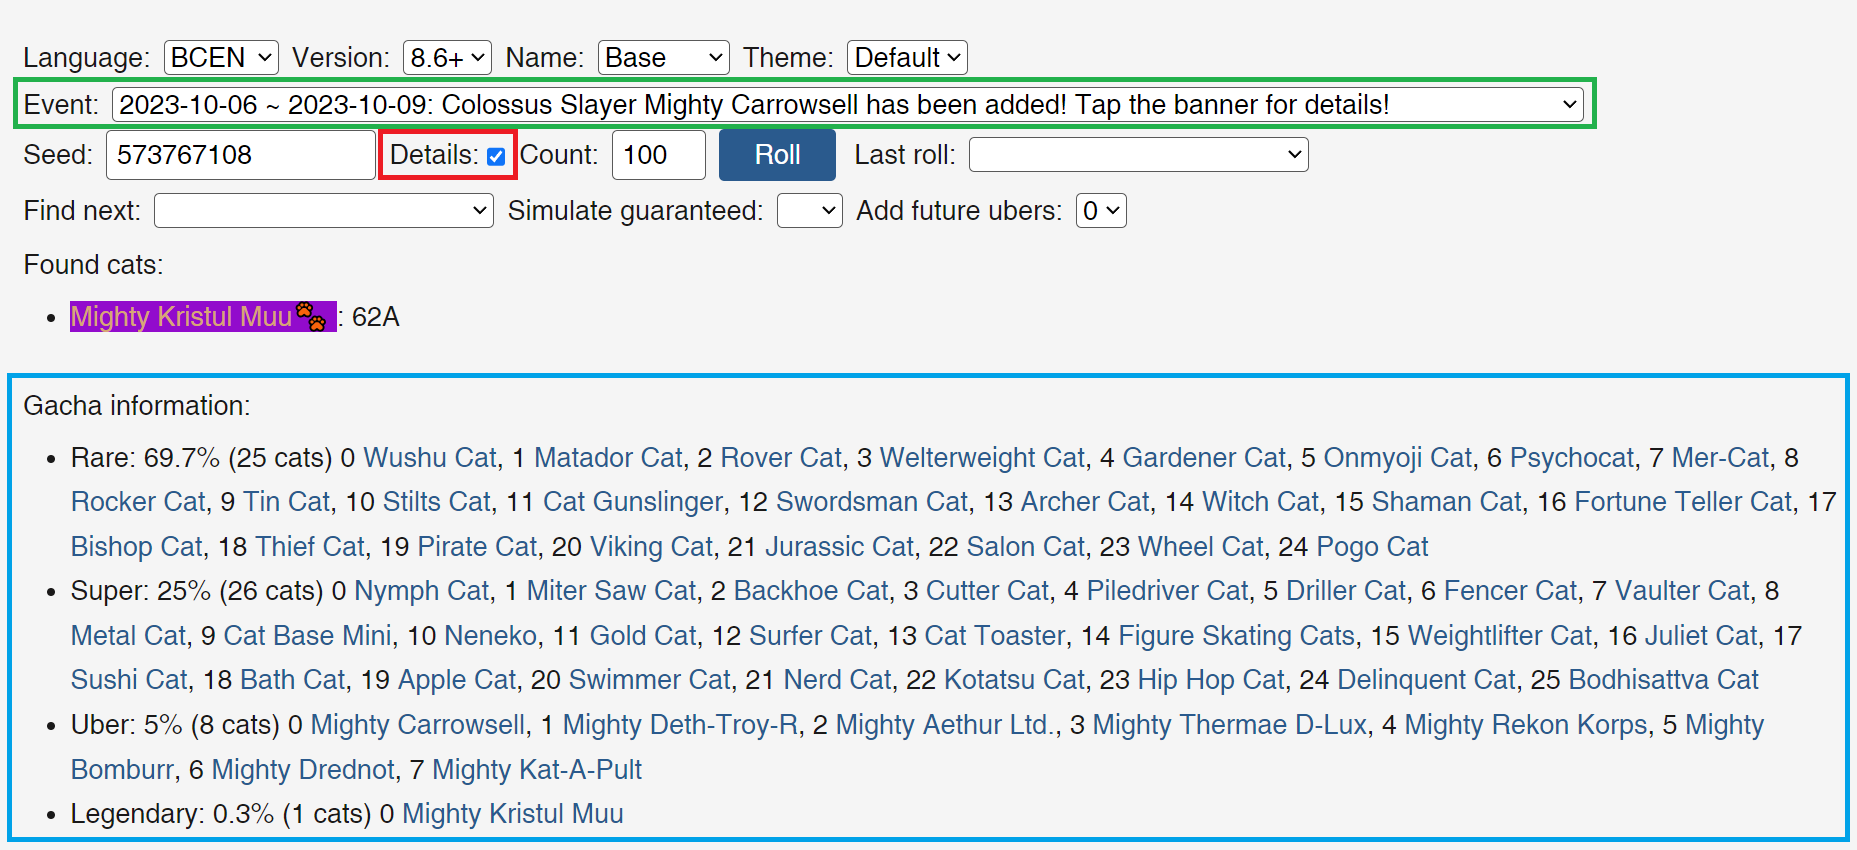 Language: BCEN Version: 8.6+ Name: Base Theme: Default
Event: 2023-10-06 ~ 2023-10-09: Colossus Slayer Mighty Carrowsell has been added! Tap the banner for details!
Seed: 573767108 Details: Count: 100 Roll Last roll:
Find next: Simulate guaranteed: Add future ubers: 0
Found cats:
• Mighty Kristul Muu🐾 : 62A
Gacha information:
• Rare: 69.7% (25 cats) 0 Wushu Cat, 1 Matador Cat, 2 Rover Cat, 3 Welterweight Cat, 4 Gardener Cat, 5 Onmyoji Cat, 6 Psychocat, 7 Mer-Cat, 8
Rocker Cat, 9 Tin Cat, 10 Stilts Cat, 11 Cat Gunslinger, 12 Swordsman Cat, 13 Archer Cat, 14 Witch Cat, 15 Shaman Cat, 16 Fortune Teller Cat, 17
Bishop Cat, 18 Thief Cat, 19 Pirate Cat, 20 Viking Cat, 21 Jurassic Cat, 22 Salon Cat, 23 Wheel Cat, 24 Pogo Cat
• Super: 25% (26 cats) 0 Nymph Cat, 1 Miter Saw Cat, 2 Backhoe Cat, 3 Cutter Cat, 4 Piledriver Cat, 5 Driller Cat, 6 Fencer Cat, 7 Vaulter Cat, 8
Metal Cat, 9 Cat Base Mini, 10 Neneko, 11 Gold Cat, 12 Surfer Cat, 13 Cat Toaster, 14 Figure Skating Cats, 15 Weightlifter Cat, 16 Juliet Cat, 17
Sushi Cat, 18 Bath Cat, 19 Apple Cat, 20 Swimmer Cat, 21 Nerd Cat, 22 Kotatsu Cat, 23 Hip Hop Cat, 24 Delinquent Cat, 25 Bodhisattva Cat
• Uber: 5% (8 cats) 0 Mighty Carrowsell, 1 Mighty Deth-Troy-R, 2 Mighty Aethur Ltd., 3 Mighty Thermae D-Lux, 4 Mighty Rekon Korps, 5 Mighty
Bomburr, 6 Mighty Drednot, 7 Mighty Kat-A-Pult
• Legendary: 0.3% (1 cats) 0 Mighty Kristul Muu